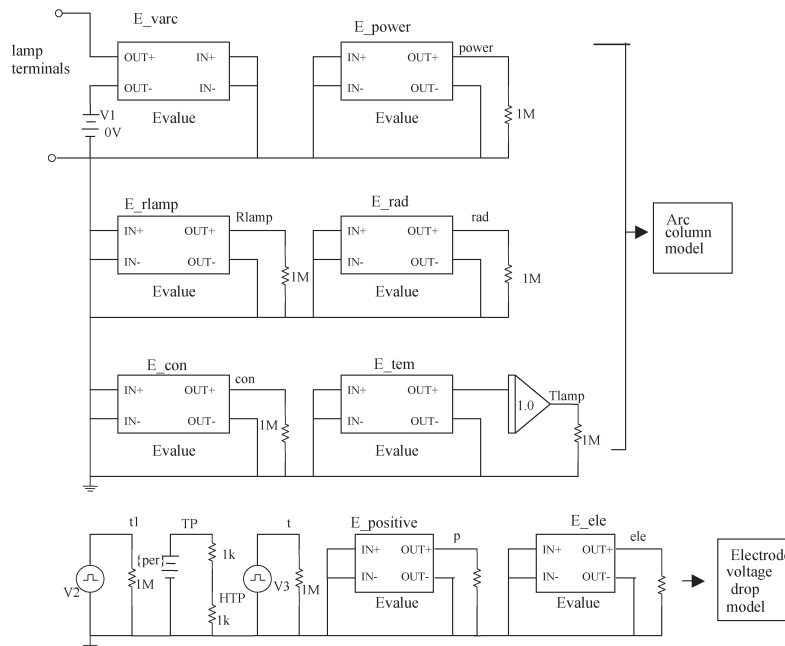 E_varc
E_power
lamp
terminals
OUT+ IN+
OUT- IN-
Evalue
V1
0V
IN+ OUT+
IN- OUT-
Evalue
power
1M
E_rlamp
IN+ OUT+
IN- OUT-
Evalue
Rlamp
1M
E_rad
IN+ OUT+
IN- OUT-
Evalue
rad
1M
Arc
column
model
E_con
IN+ OUT+
IN- OUT-
Evalue
con
1M
E_tem
IN+ OUT+
IN- OUT-
Evalue
1.0
Tlamp
1M
t1
V2
1M
TP
{per}
1k
HTP
1k
t
V3
1M
E_positive
IN+ OUT+
IN- OUT-
Evalue
p
E_ele
IN+ OUT+
IN- OUT-
Evalue
ele
Electrode
voltage
drop
model